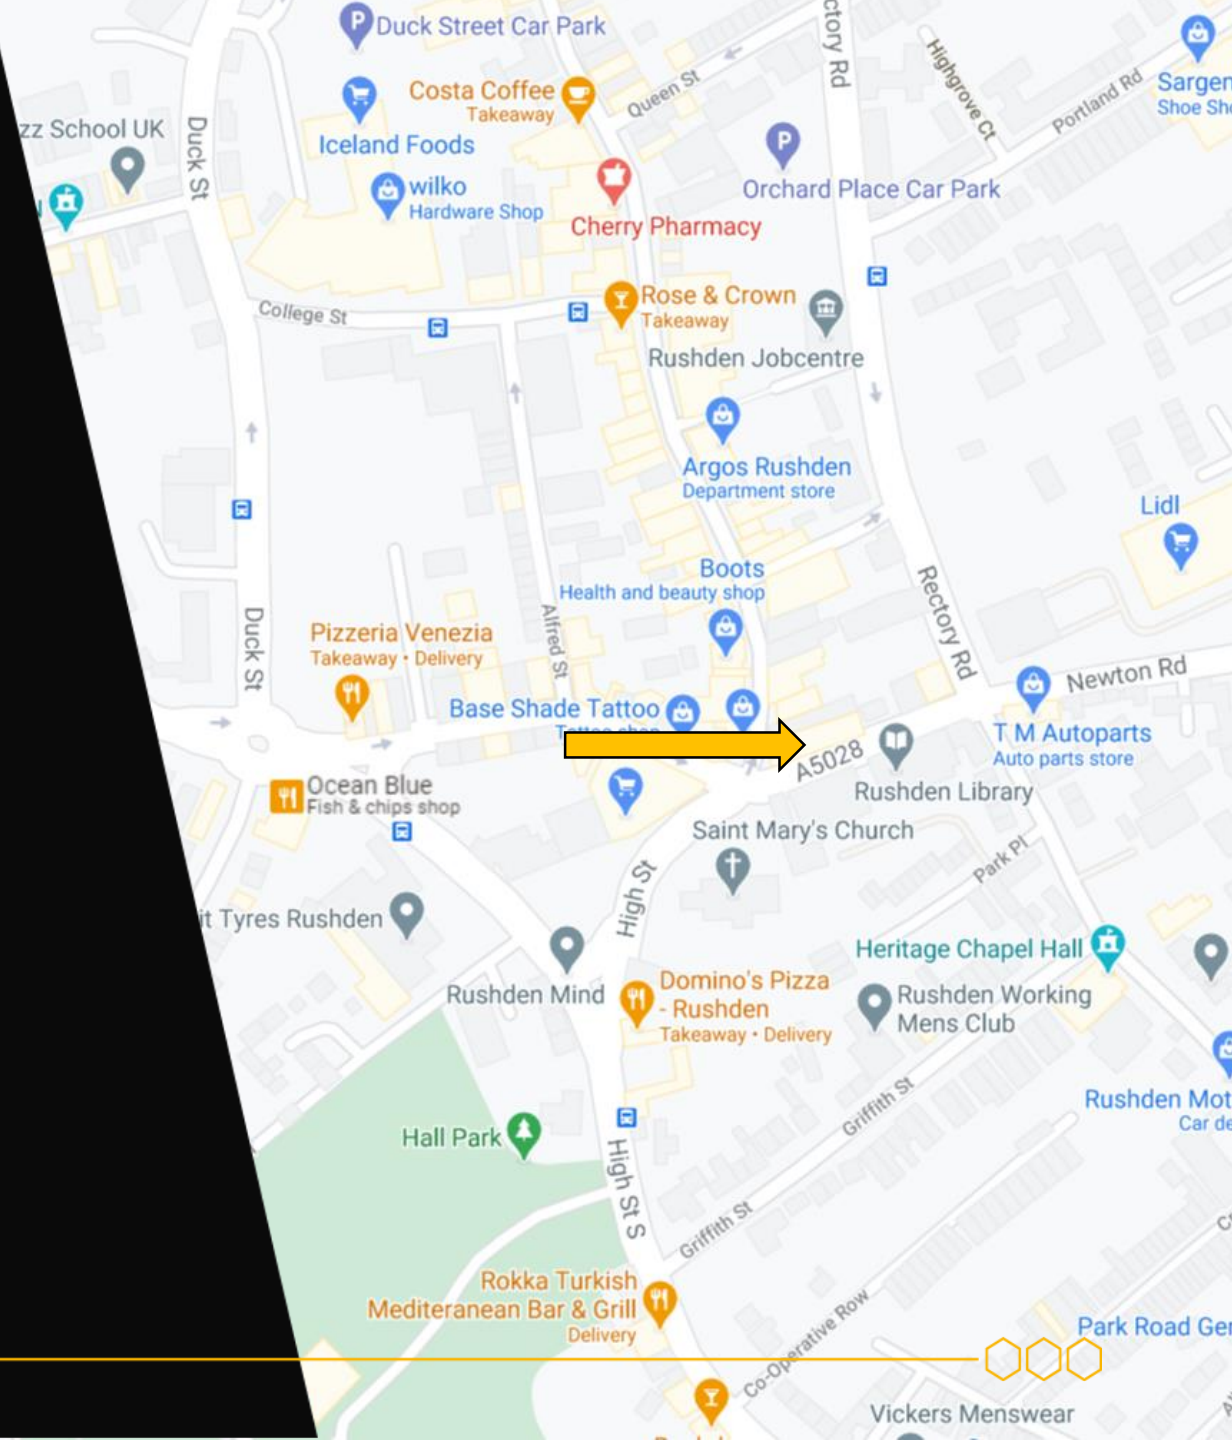 Duck Street Car Park
Costa Coffee
Takeaway
Queen St
ctory Rd
Highgrove Ct
Portland Rd
Sargen
Shoe Sh
zz School UK
Duck St
Iceland Foods
wilko
Hardware Shop
Cherry Pharmacy
Orchard Place Car Park
College St
Rose & Crown
Takeaway
Rushden Jobcentre
Argos Rushden
Department store
Lidl
Boots
Health and beauty shop
Rectory Rd
Alfred St
Duck St
Pizzeria Venezia
Takeaway • Delivery
Newton Rd
Base Shade Tattoo
T M Autoparts
Auto parts store
A5028
Rushden Library
Ocean Blue
Fish & chips shop
Saint Mary's Church
Park Pl
High St
it Tyres Rushden
Heritage Chapel Hall
Rushden Mind
Domino's Pizza
- Rushden
Takeaway • Delivery
Rushden Working
Mens Club
Griffith St
Rushden Mot
Car de
Hall Park
High St S
Griffith St
Rokka Turkish
Mediteranean Bar & Grill
Delivery
Co-Operative Row
Park Road Ger
Vickers Menswear